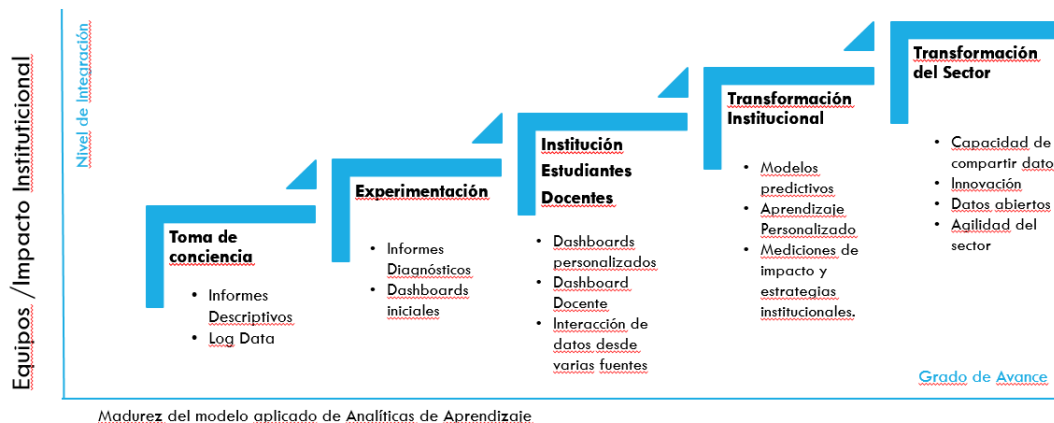 Equipos /Impacto Instituticional
Nivel de Integración
Toma de
conciencia
• Informes
Descriptivos
• Log Data
Experimentación
• Informes
Diagnósticos
• Dashboards
iniciales
Institución
Estudiantes
Docentes
• Dashboards
personalizados
• Dashboard
Docente
• Interacción de
datos desde
varias fuentes
Transformación
Institucional
• Modelos
predictivos
• Aprendizaje
Personalizado
• Mediciones de
impacto y
estrategias
institucionales.
Transformación
del Sector
• Capacidad de
compartir dato
• Innovación
• Datos abiertos
• Agilidad del
sector
Grado de Avance
Madurez del modelo aplicado de Analíticas de Aprendizaje